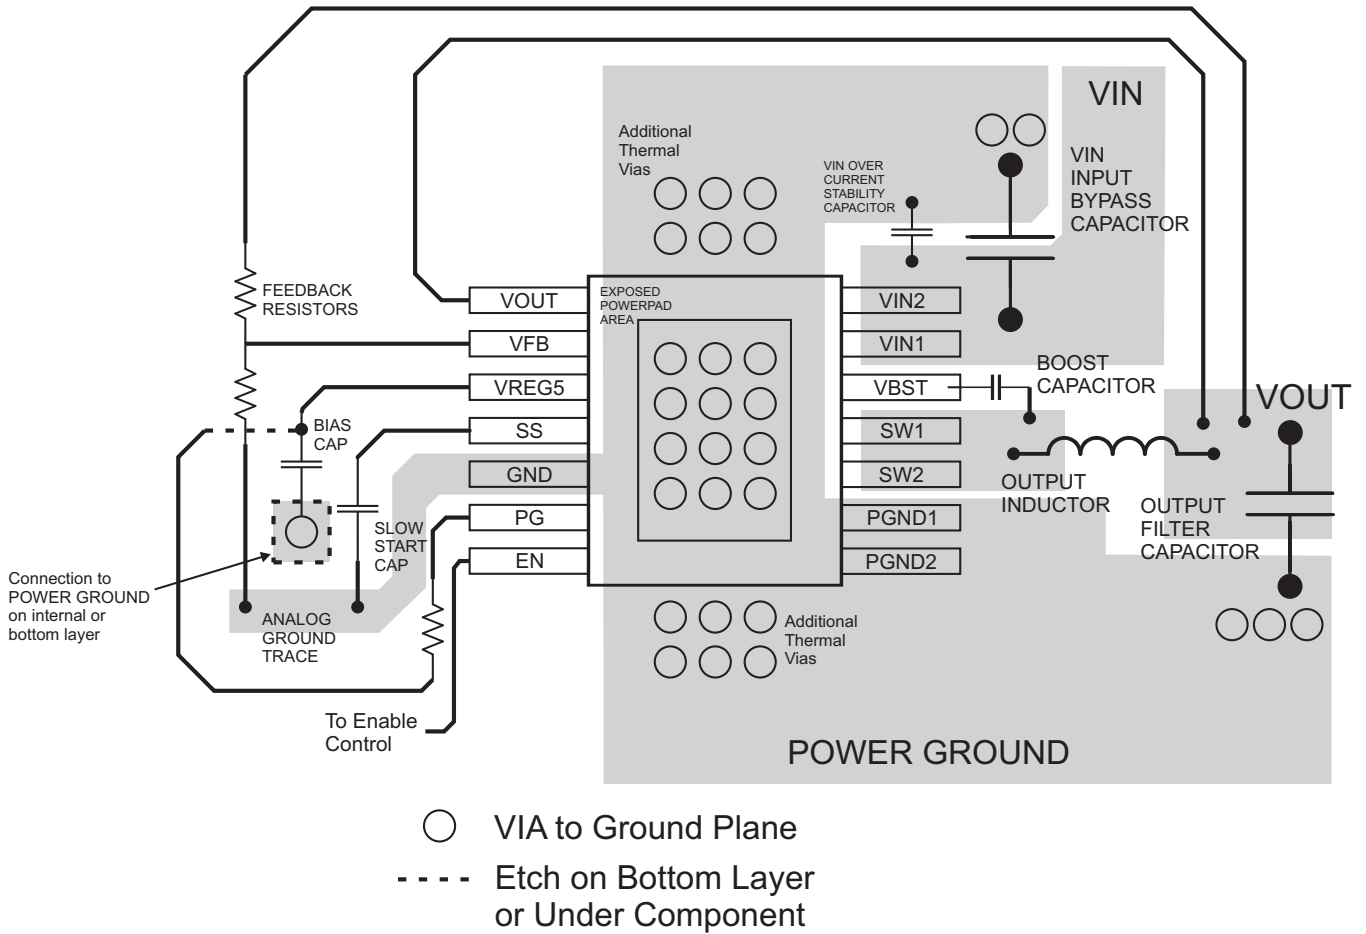 VIN
Additional
Thermal
Vias
VIN OVER
CURRENT
STABILITY
CAPACITOR
VIN
INPUT
BYPASS
CAPACITOR
FEEDBACK
RESISTORS
VOUT
VFB
VREG5
SS
GND
PG
EN
EXPOSED
POWERPAD
AREA
VIN2
VIN1
VBST
SW1
SW2
PGND1
PGND2
BOOST
CAPACITOR
VOUT
BIAS
CAP
OUTPUT
INDUCTOR
OUTPUT
FILTER
CAPACITOR
SLOW
START
CAP
Connection to
POWER GROUND
on internal or
bottom layer
ANALOG
GROUND
TRACE
Additional
Thermal
Vias
To Enable
Control
POWER GROUND
VIA to Ground Plane
Etch on Bottom Layer
or Under Component